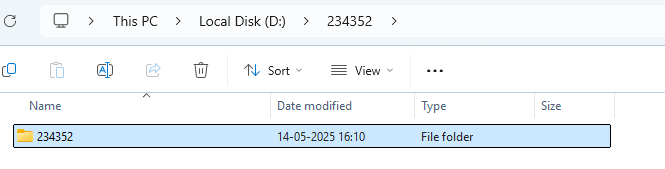 This PC > Local Disk (D:) > 234352 >
Sort View
Name Date modified Type Size
234352 14-05-2025 16:10 File folder